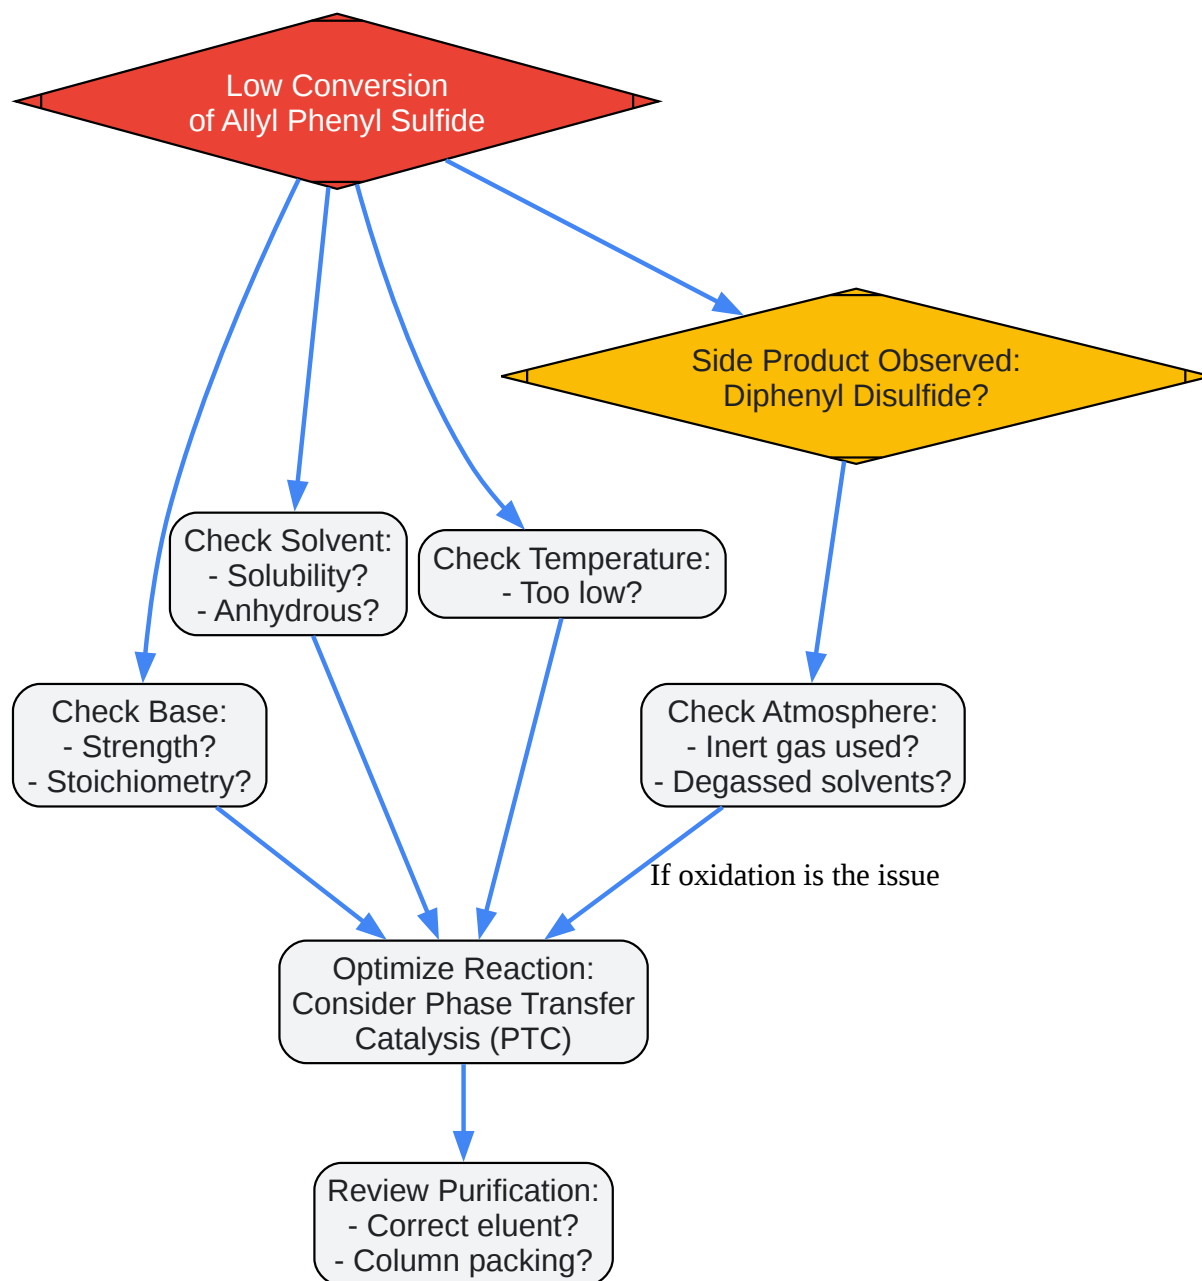 Low Conversion
of Allyl Phenyl Sulfide
Side Product Observed:
Diphenyl Disulfide?
Check Solvent:
- Solubility?
- Anhydrous?
Check Temperature:
- Too low?
Check Base:
- Strength?
- Stoichiometry?
Check Atmosphere:
- Inert gas used?
- Degassed solvents?
If oxidation is the issue
Optimize Reaction:
Consider Phase Transfer
Catalysis (PTC)
Review Purification:
- Correct eluent?
- Column packing?